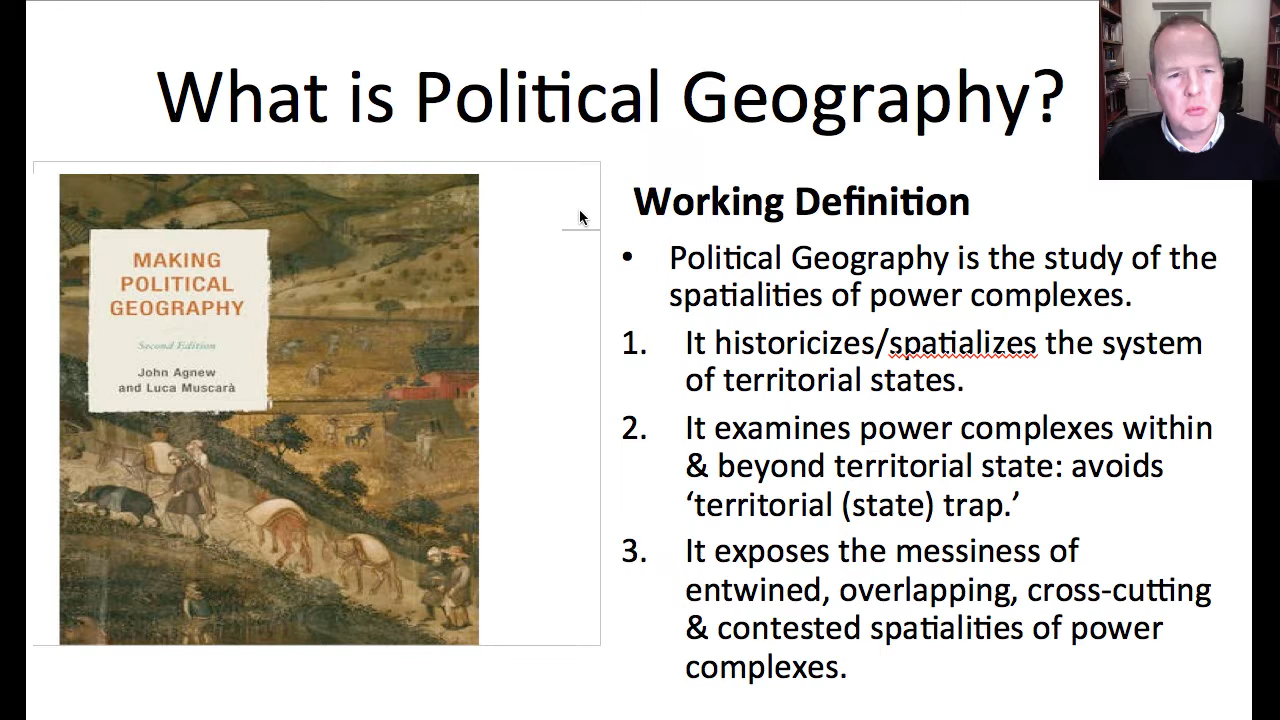 What is Political Geography?
MAKING
POLITICAL
GEOGRAPHY
Second Edition
John Agnew
and Luca Muscarà
Working Definition
• Political Geography is the study of the
spatialities of power complexes.
1. It historicizes/spatializes the system
of territorial states.
2. It examines power complexes within
& beyond territorial state: avoids
‘territorial (state) trap.’
3. It exposes the messiness of
entwined, overlapping, cross-cutting
& contested spatialities of power
complexes.